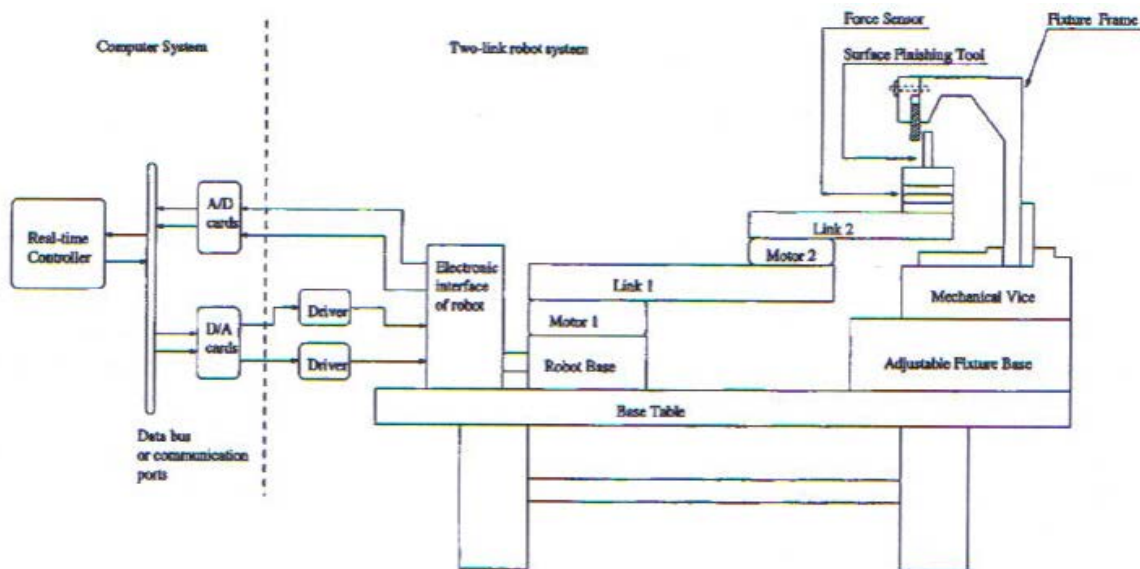 Computer System
Two-link robot system
Force Sensor
Fixture Frame
Surface Finishing Tool
A/D
cards
Real-time
Controller
Electronic
interface
of robot
Link 2
Motor 2
Link 1
Mechanical Vice
D/A
cards
Driver
Motor 1
Driver
Robot Base
Adjustable Fixture Base
Base Table
Data bus
or communication
ports